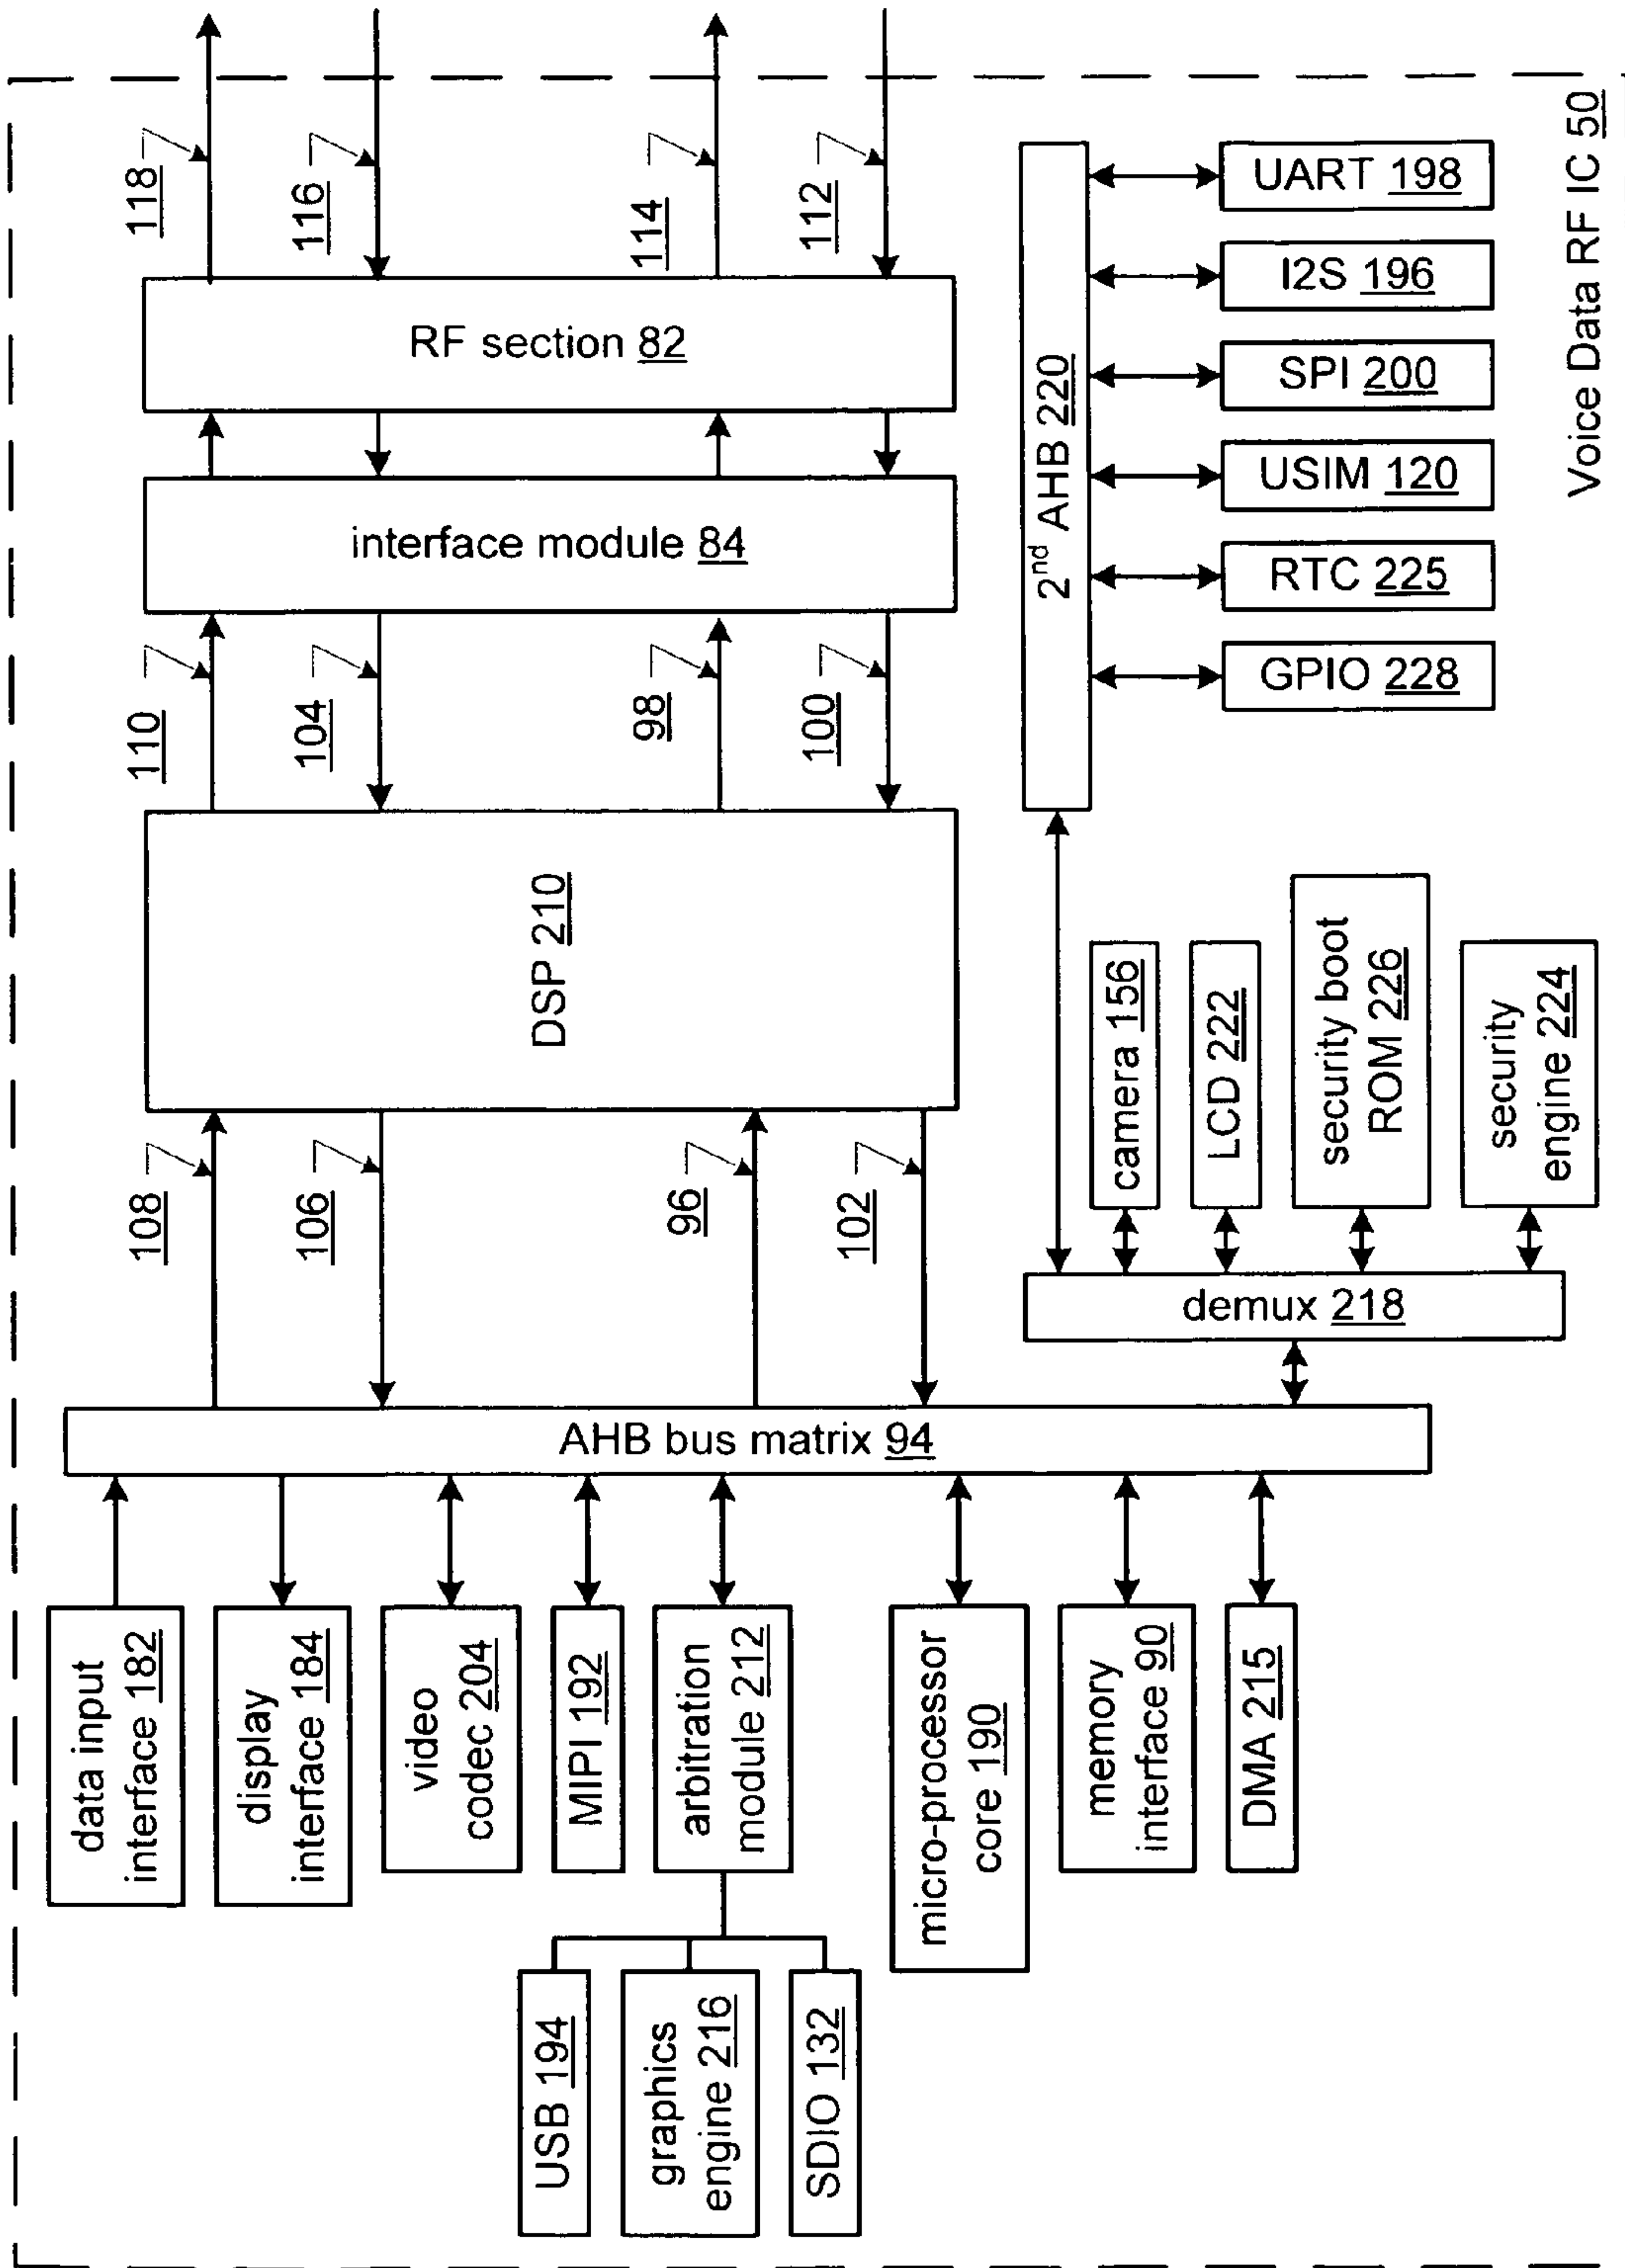 118
116
114
112
RF section 82
interface module 84
110
104
98
100
DSP 210
108
106
96
102
AHB bus matrix 94
data input
interface 182
display
interface 184
video
codec 204
MIPI 192
arbitration
module 212
micro-processor
core 190
memory
interface 90
DMA 215
USB 194
graphics
engine 216
SDIO 132
demux 218
camera 156
LCD 222
security boot
ROM 226
security
engine 224
2nd AHB 220
UART 198
I2S 196
SPI 200
USIM 120
RTC 225
GPIO 228
Voice Data RF IC 50